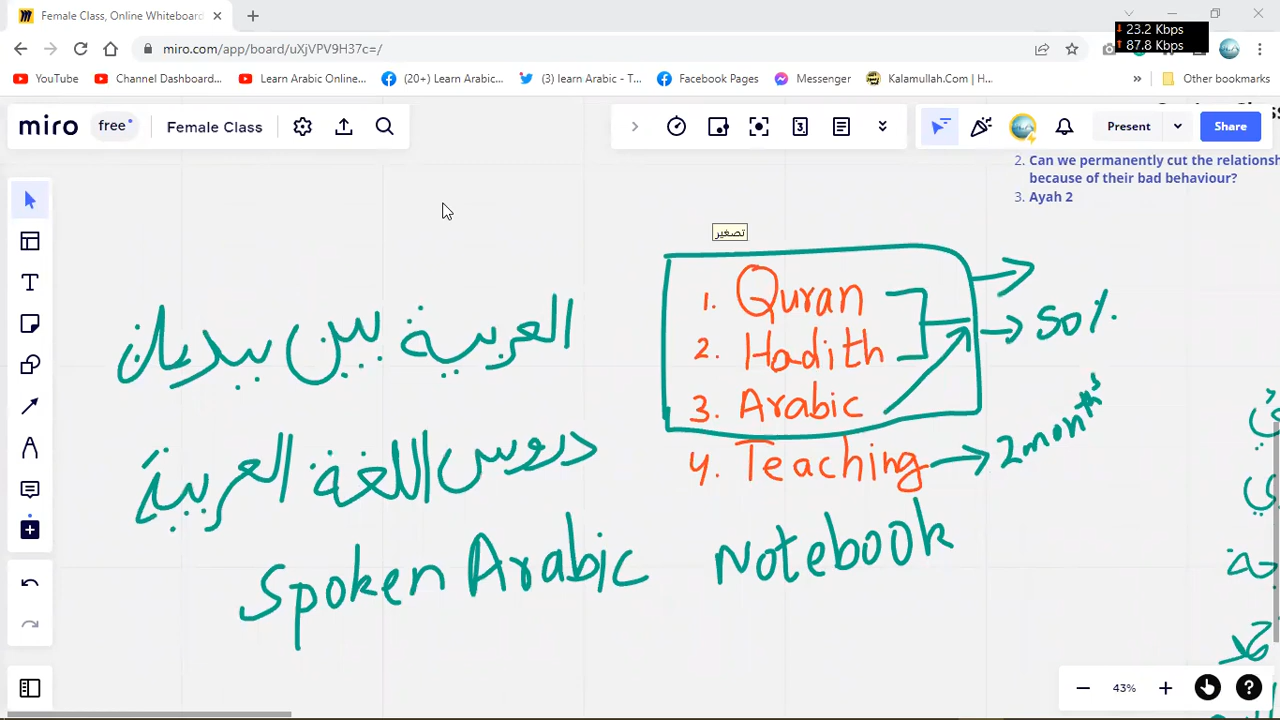 Female Class, Online Whiteboard
23.2 Kbps
87.8 Kbps
miro.com/app/board/uXjVPV9H37c=/
YouTube
Channel Dashboard...
Learn Arabic Online...
(20+) Learn Arabic...
(3) learn Arabic - T...
Facebook Pages
Messenger
Kalamullah.Com | H...
Other bookmarks
miro
free
Female Class
Present
Share
2. Can we permanently cut the relationsh
because of their bad behaviour?
3. Ayah 2
تصغير
1. Quran
2. Hadith
3. Arabic
4. Teaching
50%
2 months
العربية بين يديك
دروس اللغة العربية
Spoken Arabic Notebook
43%